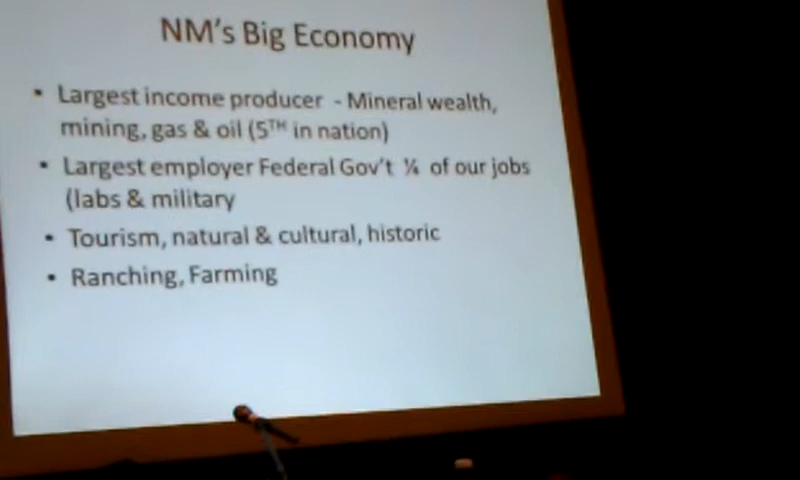 NM's Big Economy
• Largest income producer - Mineral wealth,
mining, gas & oil (5TH in nation)
• Largest employer Federal Gov't ¼ of our jobs
(labs & military
• Tourism, natural & cultural, historic
• Ranching, Farming